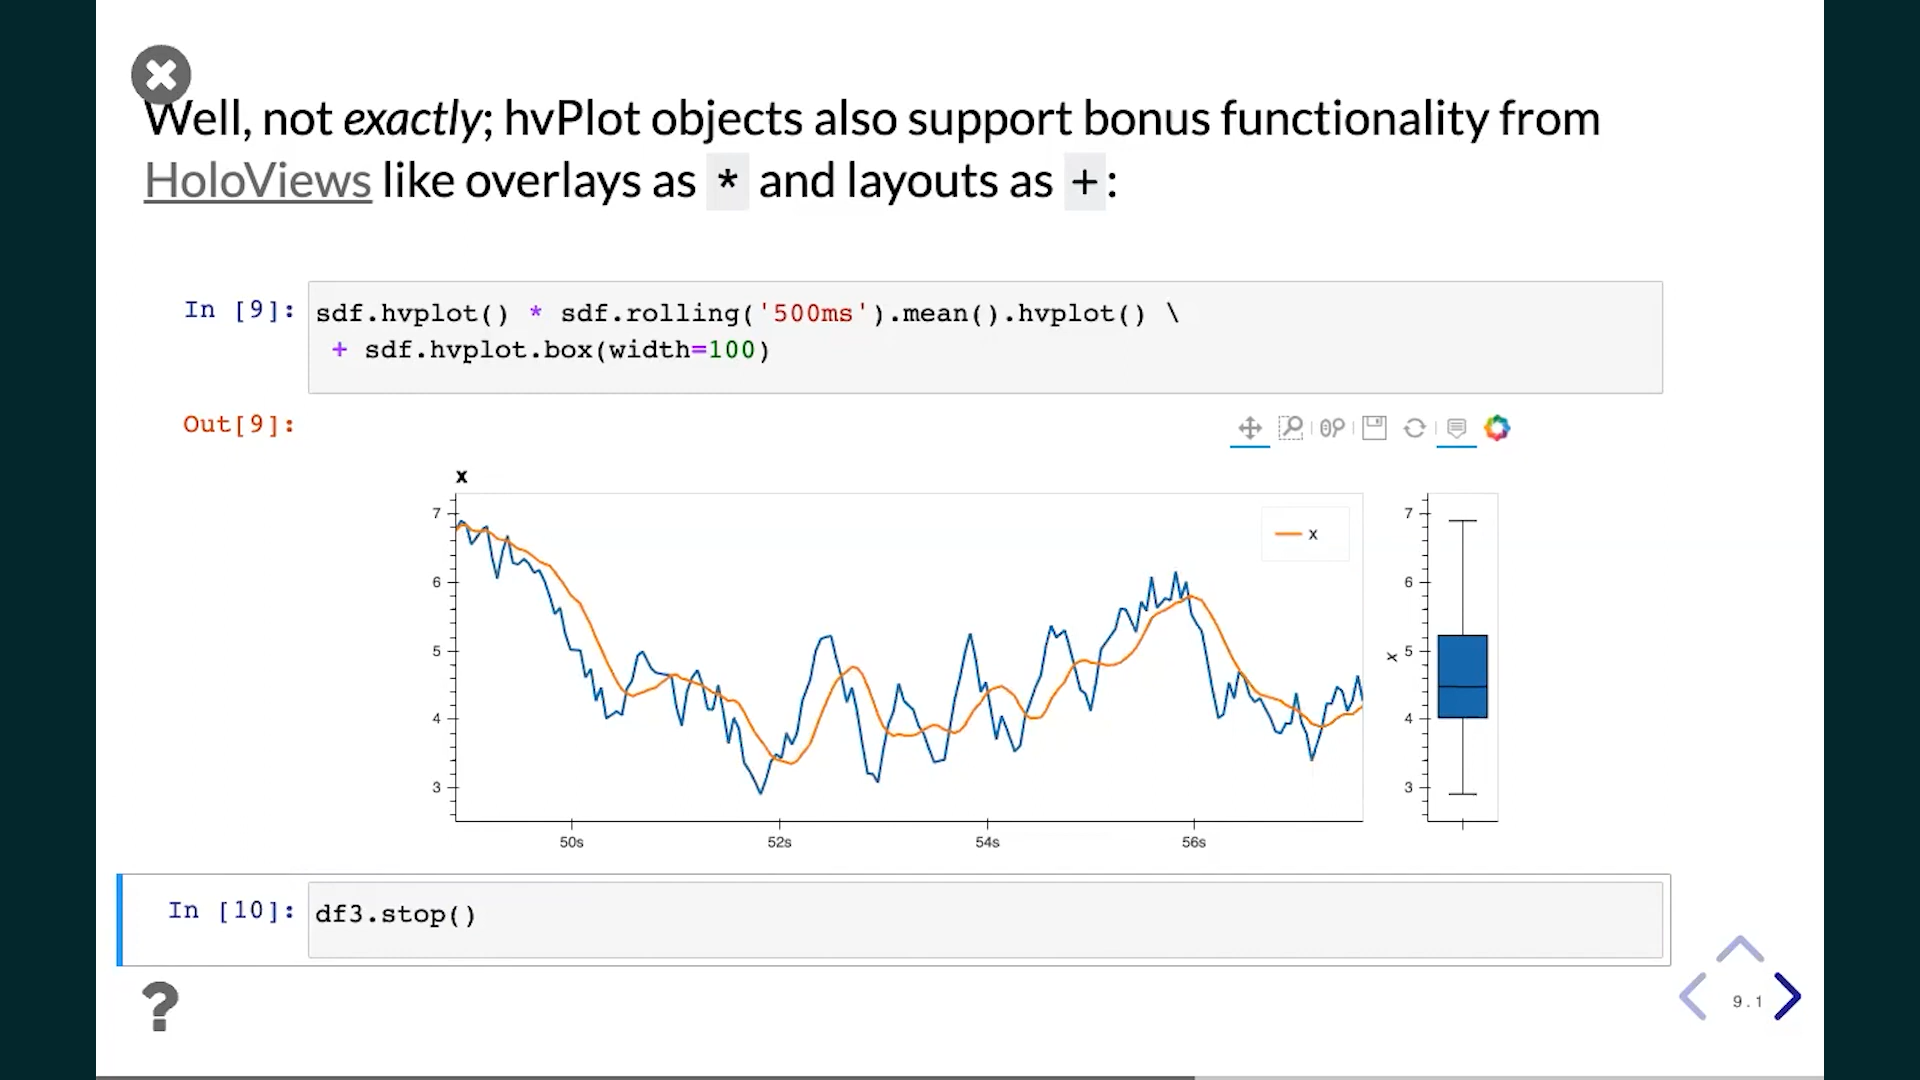 Well, not exactly; hvPlot objects also support bonus functionality from
HoloViews like overlays as * and layouts as +:
In [9]: sdf.hvplot() * sdf.rolling('500ms').mean().hvplot() \
+ sdf.hvplot.box(width=100)
Out[9]:
x
7
6
5
4
3
50s 52s 54s 56s
x
x
7
6
5
4
3
In [10]: df3.stop()
?
9.1